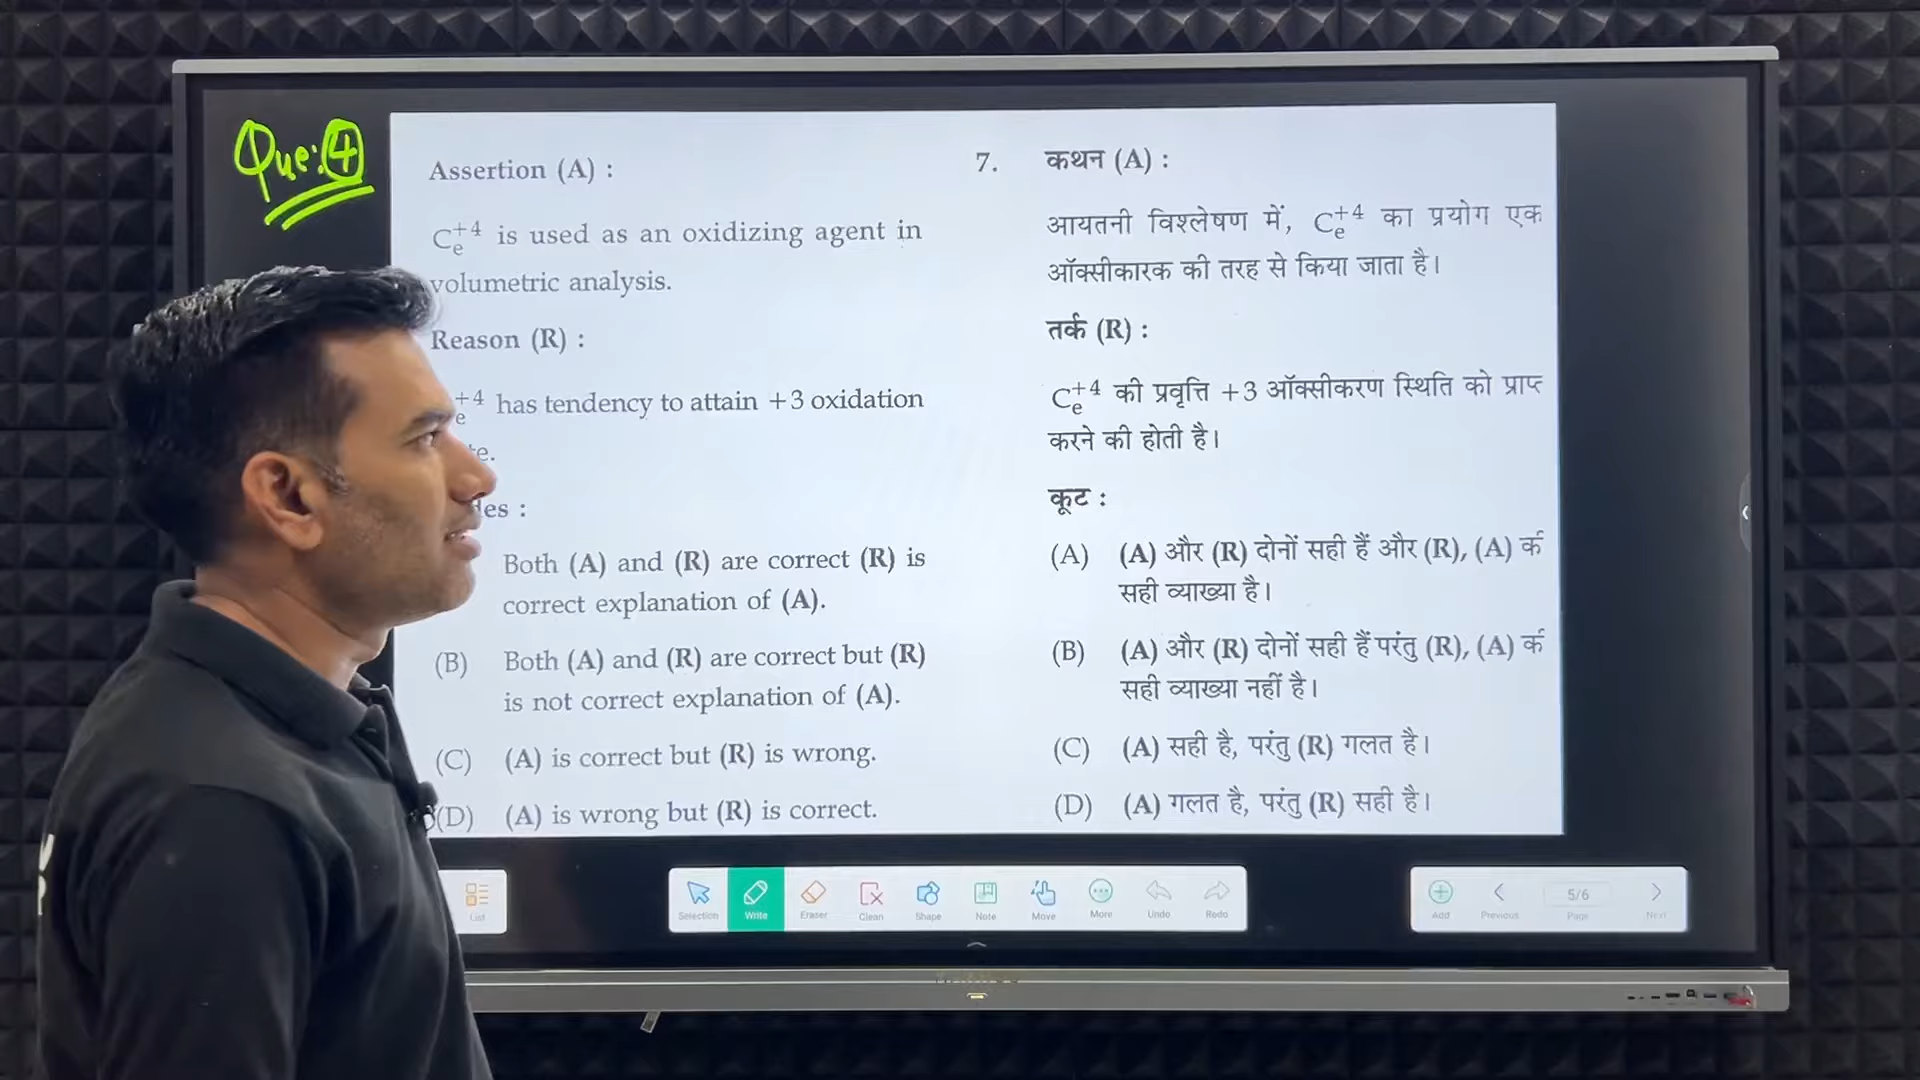 Que: 4
Assertion (A) :
Ce+4 is used as an oxidizing agent in
volumetric analysis.
Reason (R) :
e+4 has tendency to attain +3 oxidation
e.
des :
Both (A) and (R) are correct (R) is
correct explanation of (A).
(B) Both (A) and (R) are correct but (R)
is not correct explanation of (A).
(C) (A) is correct but (R) is wrong.
(D) (A) is wrong but (R) is correct.
7. कथन (A) :
आयतनी विश्लेषण में, Ce+4 का प्रयोग एक
ऑक्सीकारक की तरह से किया जाता है।
तर्क (R) :
Ce+4 की प्रवृत्ति +3 ऑक्सीकरण स्थिति को प्राप्त
करने की होती है।
कूट :
(A) (A) और (R) दोनों सही हैं और (R), (A) की
सही व्याख्या है।
(B) (A) और (R) दोनों सही हैं परंतु (R), (A) की
सही व्याख्या नहीं है।
(C) (A) सही है, परंतु (R) गलत है।
(D) (A) गलत है, परंतु (R) सही है।
List
Selection Write Eraser Clean Shape Note Move More Undo Redo
Add Previous 5/6 Page Next